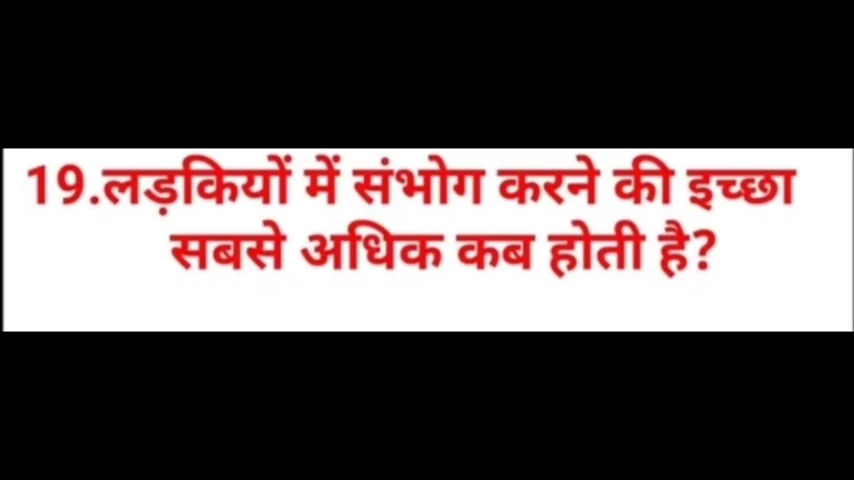 19.लड़कियों में संभोग करने की इच्छा
सबसे अधिक कब होती है?